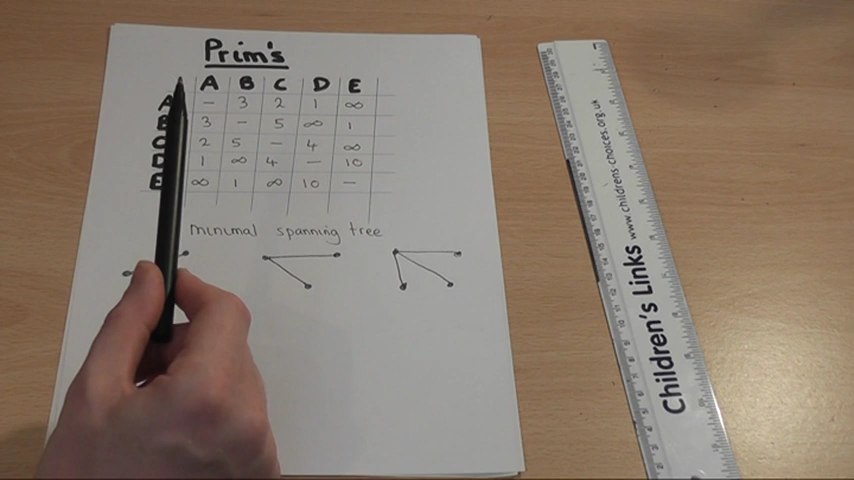 Prim's
A B C D E
A - 3 2 1 ∞
B 3 - 5 ∞ 1
C 2 5 - 4 ∞
D 1 ∞ 4 - 10
E ∞ 1 ∞ 10 -
minimal spanning tree
Children's Links www.childrens-choices.org.uk